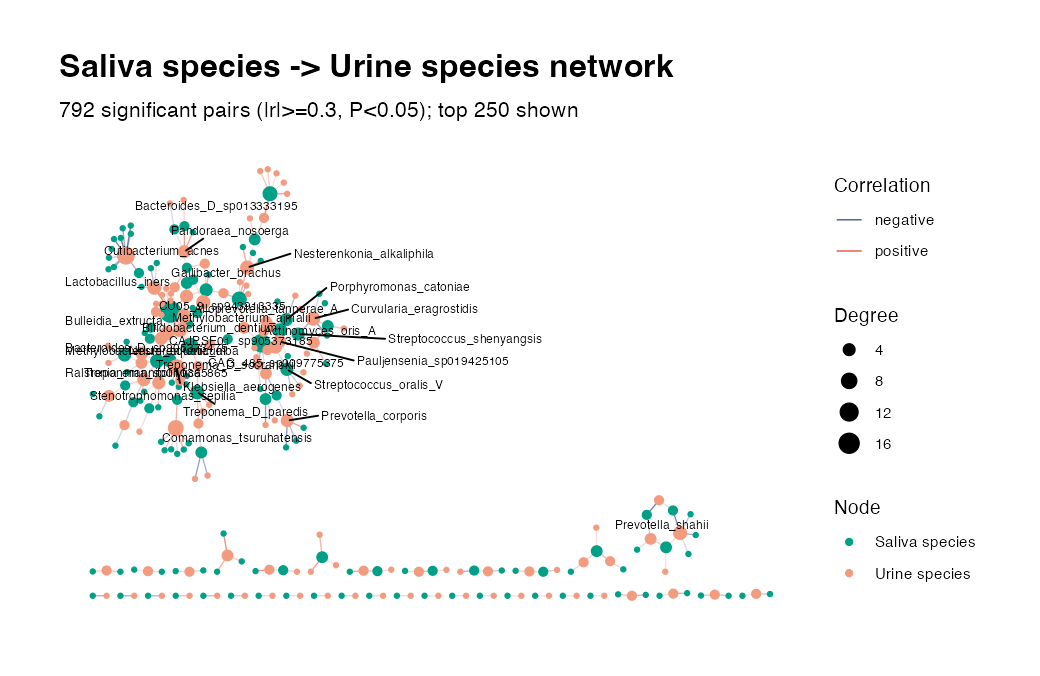 Saliva species -> Urine species network
792 significant pairs (|r|>=0.3, P<0.05); top 250 shown
Bacteroides_D_sp013333195
Pandoraea_nosoerga
Cutibacterium_acnes
Nesterenkonia_alkaliphila
Gallibacter_brachus
Lactobacillus_iners
Porphyromonas_catoniae
Curvularia_eragrostidis
Bulleidia_extructa
Actinomyces_oris_A
Streptococcus_shenyangsis
Pauljensenia_sp019425105
Streptococcus_oralis_V
Klebsiella_aerogenes
Stenotrophomonas_sepilia
Treponema_D_paredis
Prevotella_corporis
Comamonas_tsuruhatensis
Prevotella_shahii
Correlation
negative
positive
Degree
4
8
12
16
Node
Saliva species
Urine species